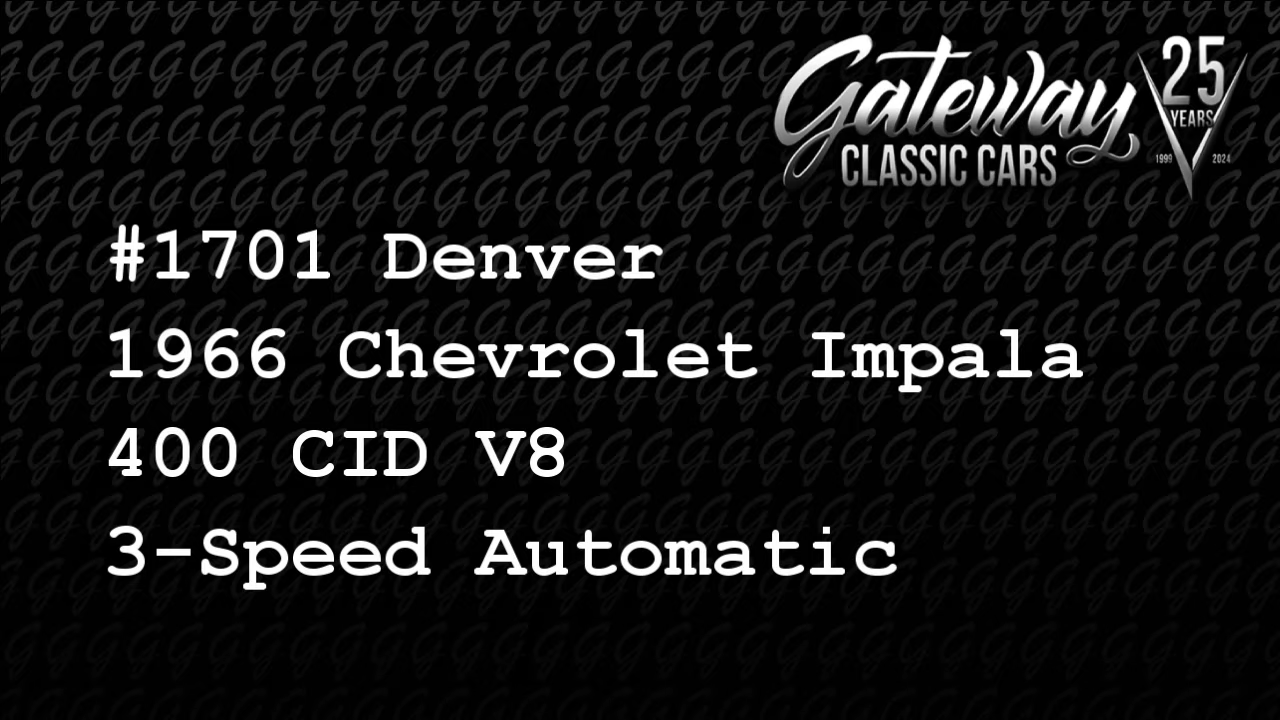 Gateway
CLASSIC CARS
25
YEARS
1999 2024
#1701 Denver
1966 Chevrolet Impala
400 CID V8
3-Speed Automatic